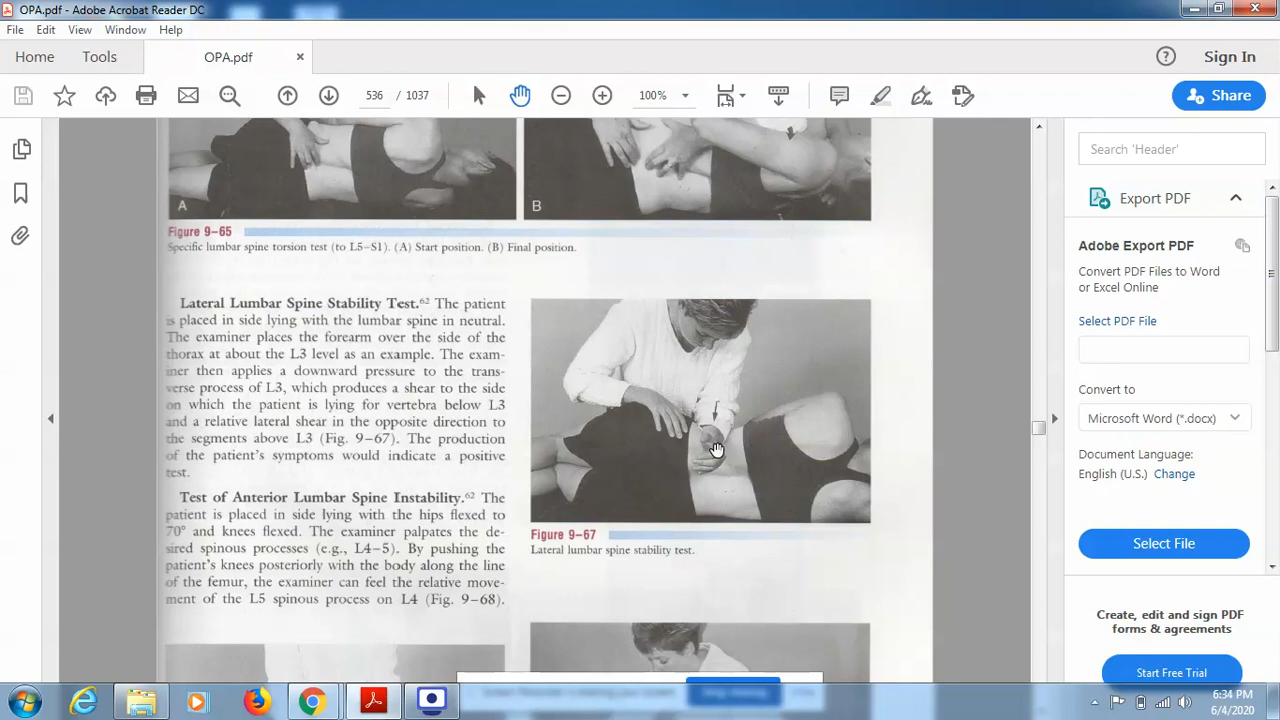 OPA.pdf - Adobe Acrobat Reader DC
File Edit View Window Help
Home Tools OPA.pdf × Sign In
536 / 1037 100% Share
A
B
Figure 9-65
Specific lumbar spine torsion test (to L5-S1). (A) Start position. (B) Final position.
Lateral Lumbar Spine Stability Test.⁶² The patient
is placed in side lying with the lumbar spine in neutral.
The examiner places the forearm over the side of the
thorax at about the L3 level as an example. The exam-
iner then applies a downward pressure to the trans-
verse process of L3, which produces a shear to the side
on which the patient is lying for vertebra below L3
and a relative lateral shear in the opposite direction to
the segments above L3 (Fig. 9-67). The production
of the patient's symptoms would indicate a positive
test.
Test of Anterior Lumbar Spine Instability.⁶² The
patient is placed in side lying with the hips flexed to
70° and knees flexed. The examiner palpates the de-
sired spinous processes (e.g., L4-5). By pushing the
patient's knees posteriorly with the body along the line
of the femur, the examiner can feel the relative move-
ment of the L5 spinous process on L4 (Fig. 9-68).
Figure 9-67
Lateral lumbar spine stability test.
Search 'Header'
Export PDF
Adobe Export PDF
Convert PDF Files to Word
or Excel Online
Select PDF File
Convert to
Microsoft Word (*.docx)
Document Language:
English (U.S.) Change
Select File
Create, edit and sign PDF
forms & agreements
Start Free Trial
6:34 PM
6/4/2020